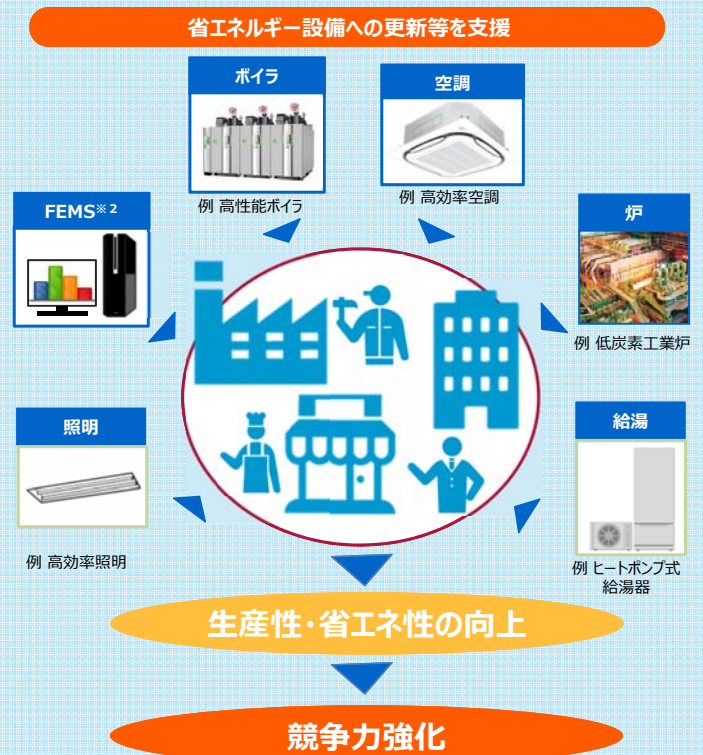 省エネルギー設備への更新等を支援
ボイラ
例 高性能ボイラ
空調
例 高効率空調
FEMS※2
炉
例 低炭素工業炉
照明
例 高効率照明
給湯
例 ヒートポンプ式
給湯器
生産性・省エネ性の向上
競争力強化